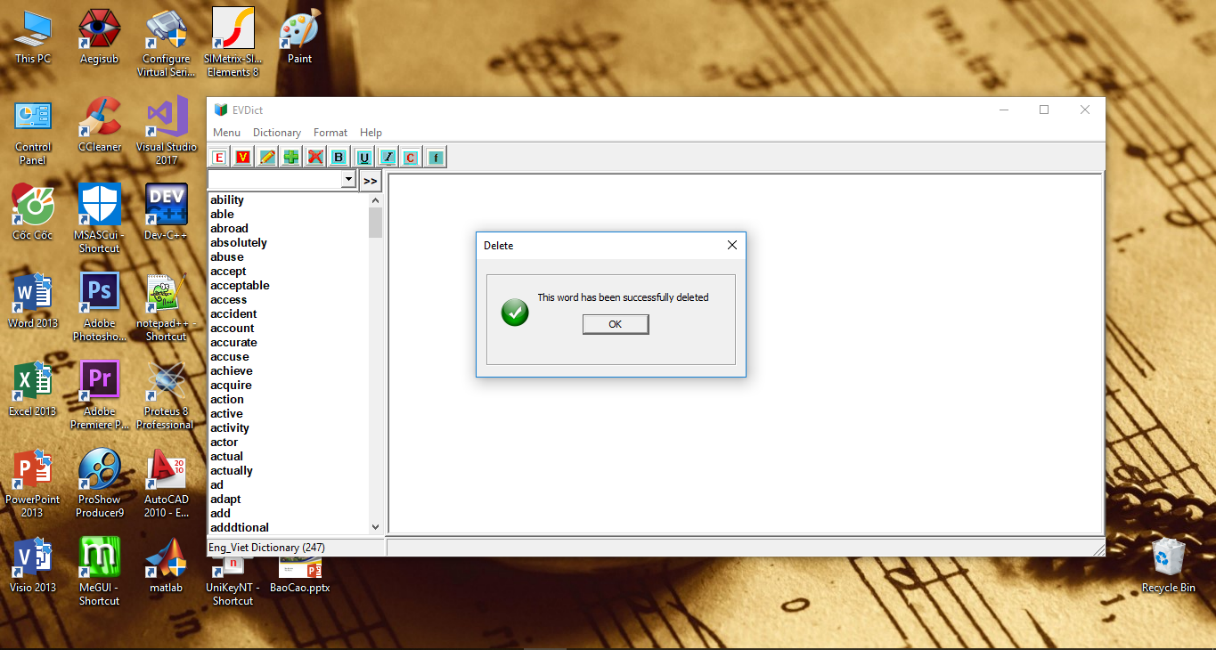 This PC
Aegisub
Configure
Virtual Seri...
SIMetrix-SI...
Elements 8
Paint
Control
Panel
CCleaner
Visual Studio
2017
Cốc Cốc
MSASCui -
Shortcut
DEV
C++
Dev-C++
W
Word 2013
Ps
Adobe
Photosho...
notepad++ -
Shortcut
X
Excel 2013
Pr
Adobe
Premiere P...
Proteus 8
Professional
P
PowerPoint
2013
ProShow
Producer9
A
20
10
AutoCAD
2010 - E...
V
Visio 2013
m
MeGUI -
Shortcut
matlab
n
UniKeyNT -
Shortcut
P
BaoCao.pptx
Recycle Bin
EVDict
Menu Dictionary Format Help
E V B U I C f
>>
ability
able
abroad
absolutely
abuse
accept
acceptable
access
accident
account
accurate
accuse
achieve
acquire
action
active
activity
actor
actual
actually
ad
adapt
add
adddtional
Eng_Viet Dictionary (247)
Delete
This word has been successfully deleted
OK